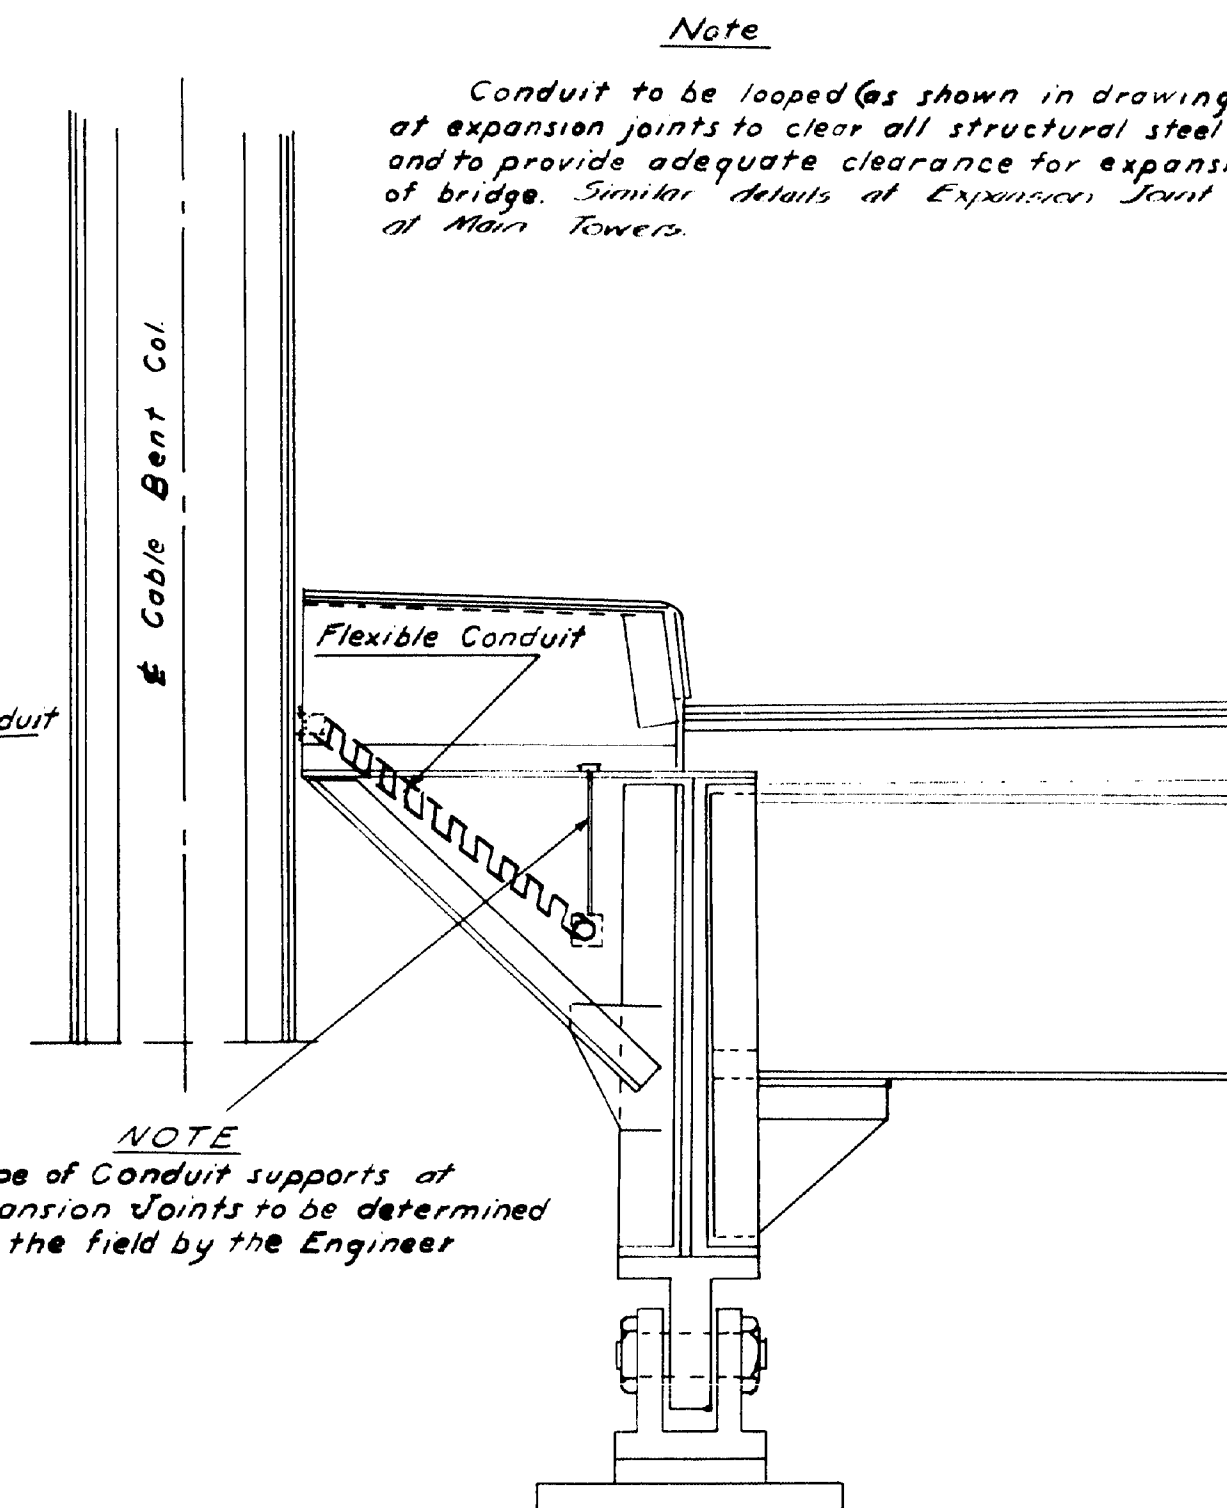 Note
Conduit to be looped (as shown in drawing
at expansion joints to clear all structural steel
and to provide adequate clearance for expansi
of bridge. Similar details at Expansion Joint
at Main Towers.
℄ Cable Bent Col.
Flexible Conduit
duit
NOTE
pe of Conduit supports at
ansion Joints to be determined
the field by the Engineer